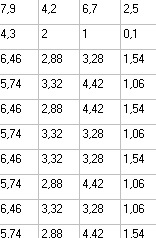 7,9 4,2 6,7 2,5
4,3 2 1 0,1
6,46 2,88 3,28 1,54
5,74 3,32 4,42 1,06
6,46 2,88 4,42 1,54
5,74 3,32 3,28 1,06
6,46 3,32 3,28 1,54
5,74 2,88 4,42 1,06
6,46 3,32 3,28 1,06
5,74 2,88 4,42 1,54